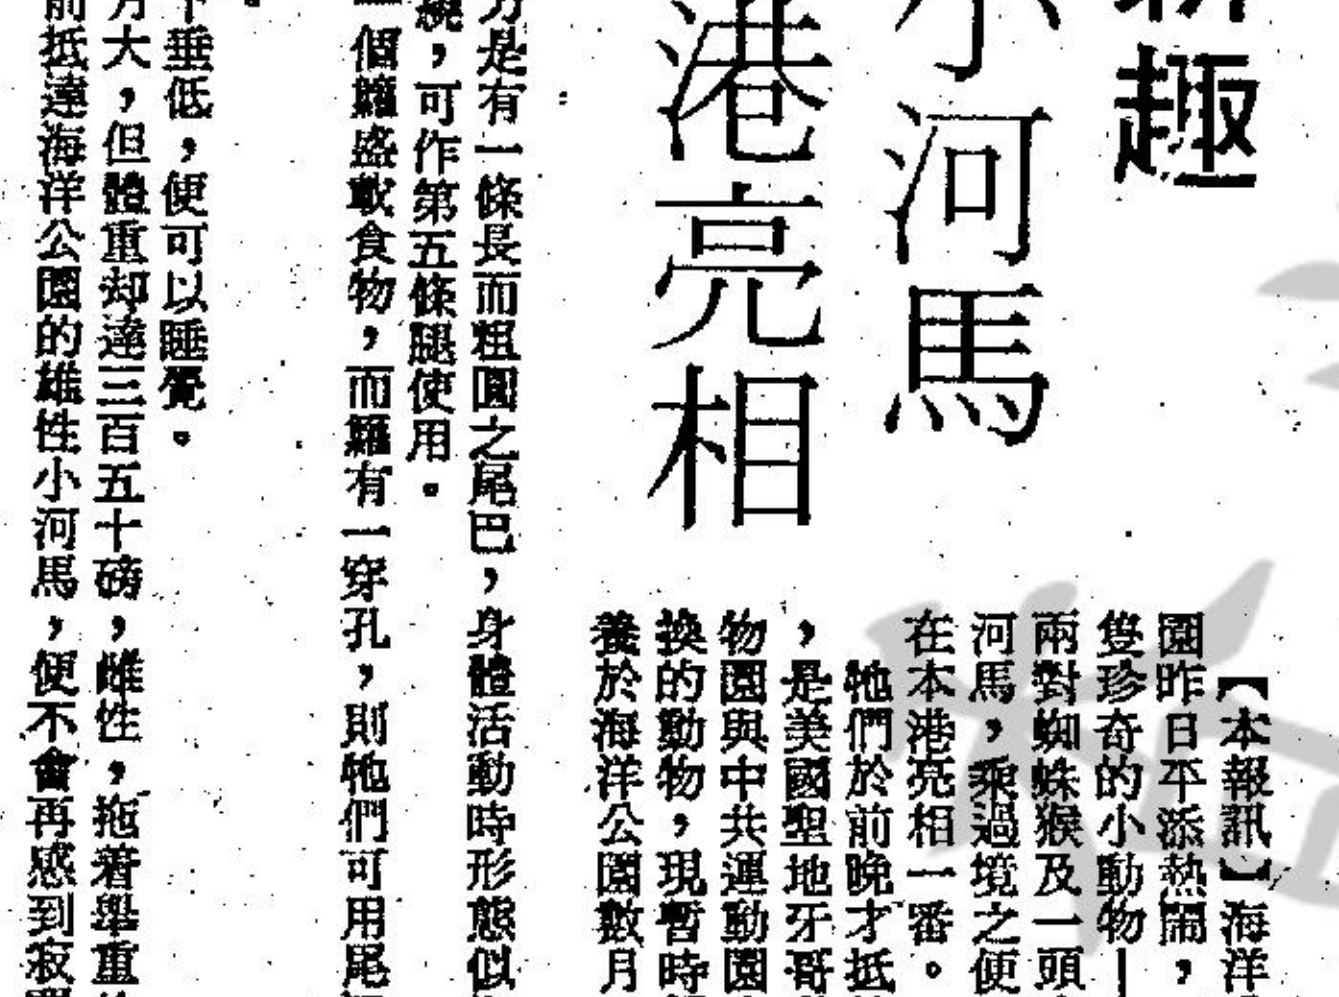 趣
小河馬
港亮相
【本報訊】海洋
園昨日平添熱鬧，
隻珍奇的小動物—
兩對蜘蛛猴及一頭
河馬，乘過境之便
在本港亮相一番。
牠們於前晚才抵
，是美國聖地牙哥
物園與中共運動園
換的動物，現暫時
養於海洋公園數月
是有一條長而粗圓之尾巴，身體活動時形態似
繞，可作第五條腿使用。
個籮盛載食物，而籮有一穿孔，則牠們可用尾
垂低，便可以睡覺。
月大，但體重却達三百五十磅，雌性，拖着舉重
前抵達海洋公園的雄性小河馬，便不會再感到寂